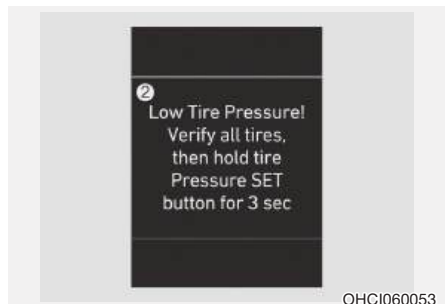 ②
Low Tire Pressure!
Verify all tires,
then hold tire
Pressure SET
button for 3 sec
OHCI060053